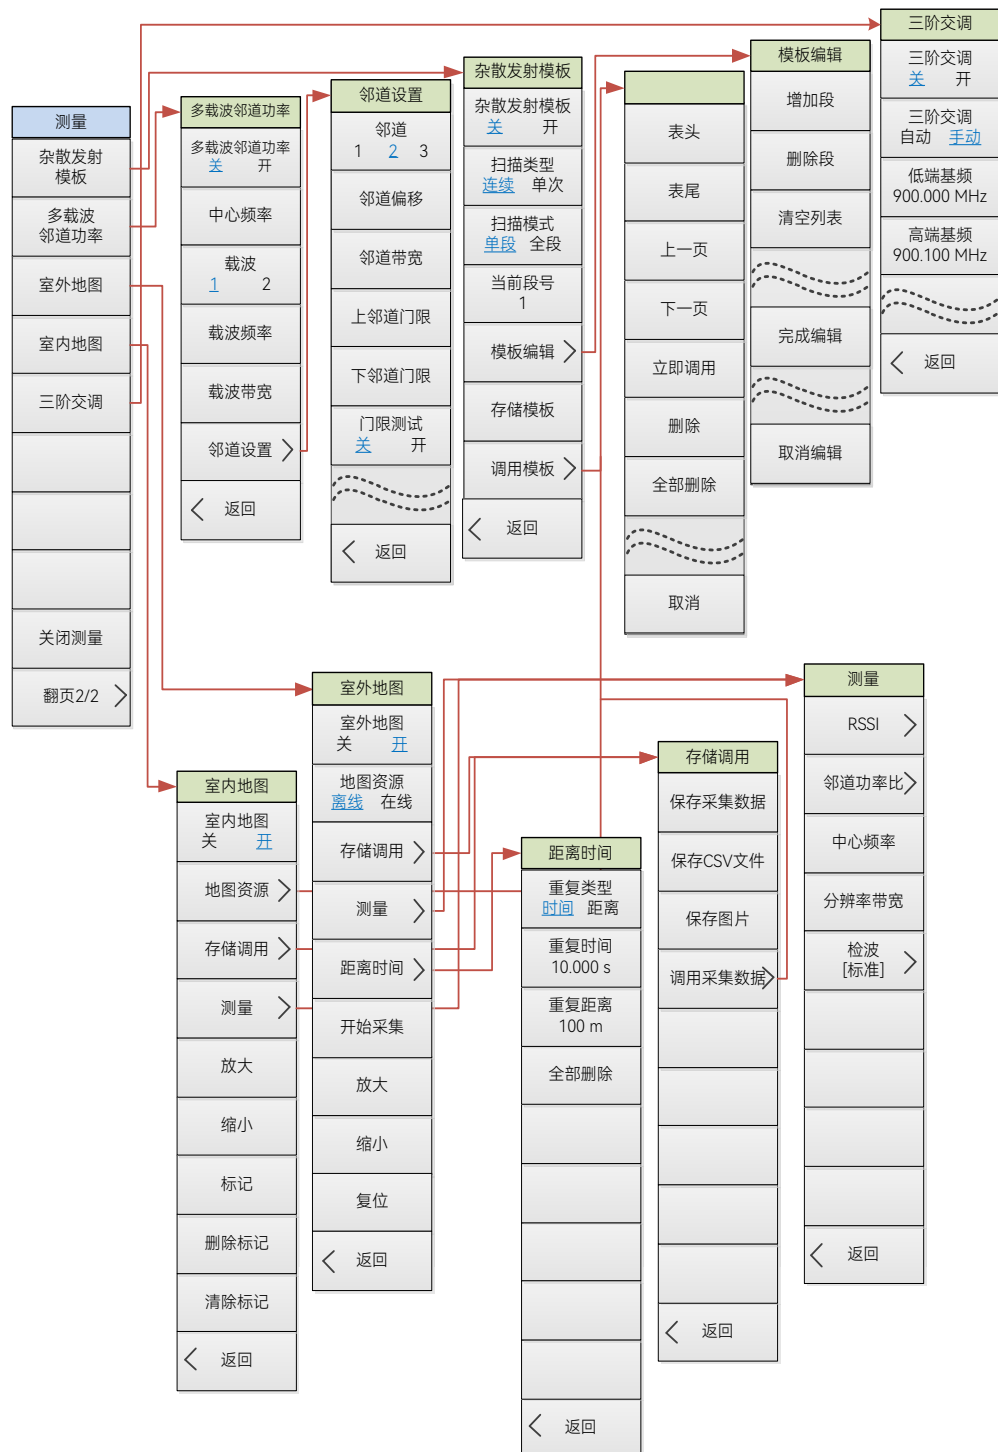 测量
杂散发射
模板
多载波
邻道功率
室外地图
室内地图
三阶交调
关闭测量
翻页2/2
多载波邻道功率
多载波邻道功率
关 开
中心频率
载波
1 2
载波频率
载波带宽
邻道设置
返回
邻道设置
邻道
1 2 3
邻道偏移
邻道带宽
上邻道门限
下邻道门限
门限测试
关 开
返回
杂散发射模板
杂散发射模板
关 开
扫描类型
连续 单次
扫描模式
单段 全段
当前段号
1
模板编辑
存储模板
调用模板
返回
表头
表尾
上一页
下一页
立即调用
删除
全部删除
取消
模板编辑
增加段
删除段
清空列表
完成编辑
取消编辑
三阶交调
三阶交调
关 开
三阶交调
自动 手动
低端基频
900.000 MHz
高端基频
900.100 MHz
返回
室内地图
室内地图
关 开
地图资源
存储调用
测量
放大
缩小
标记
删除标记
清除标记
返回
室外地图
室外地图
关 开
地图资源
离线 在线
存储调用
测量
距离时间
开始采集
放大
缩小
复位
返回
距离时间
重复类型
时间 距离
重复时间
10.000 s
重复距离
100 m
全部删除
返回
存储调用
保存采集数据
保存CSV文件
保存图片
调用采集数据
返回
测量
RSSI
邻道功率比
中心频率
分辨率带宽
检波
[标准]
返回